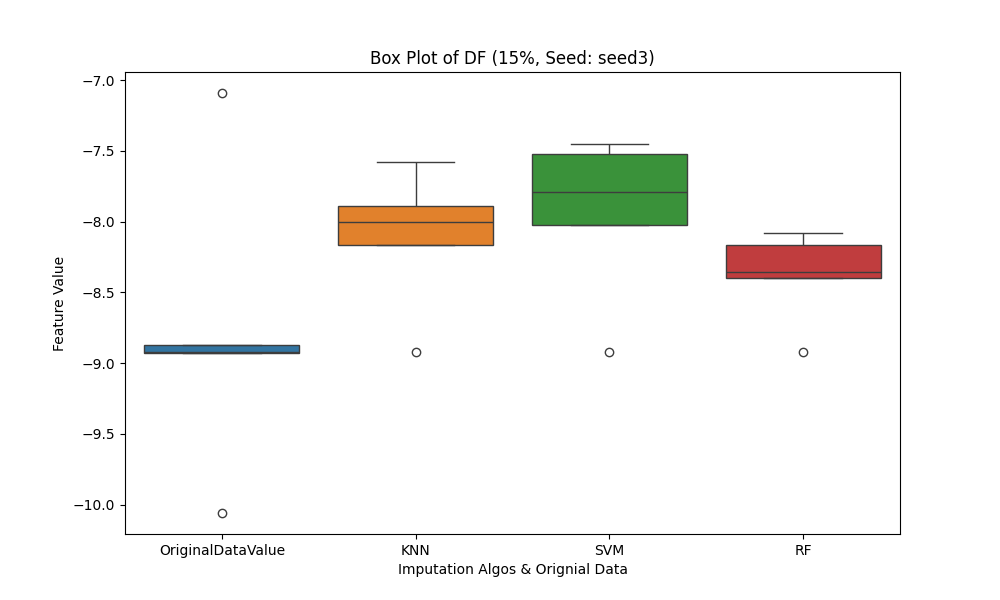 Box Plot of DF (15%, Seed: seed3)
−7.0
−7.5
−8.0
−8.5
−9.0
−9.5
−10.0
Feature Value
OriginalDataValue KNN SVM RF
Imputation Algos & Orignial Data